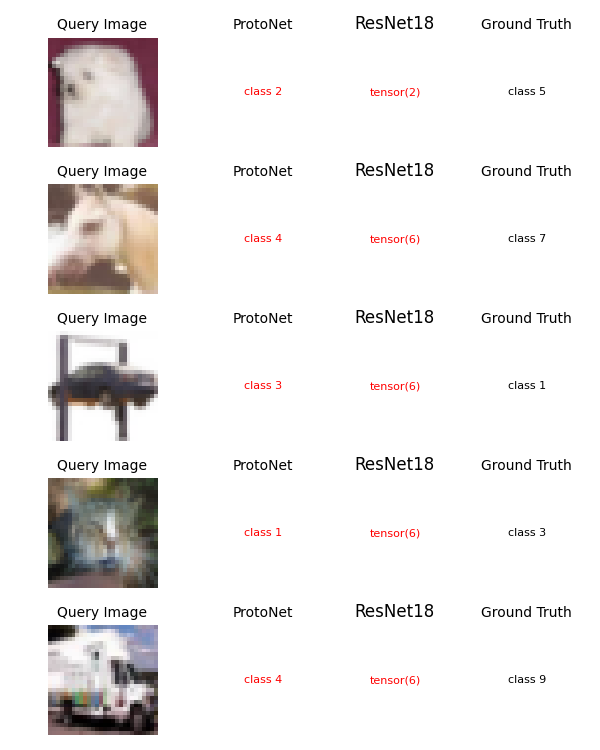 Query Image ProtoNet ResNet18 Ground Truth
class 2 tensor(2) class 5
Query Image ProtoNet ResNet18 Ground Truth
class 4 tensor(6) class 7
Query Image ProtoNet ResNet18 Ground Truth
class 3 tensor(6) class 1
Query Image ProtoNet ResNet18 Ground Truth
class 1 tensor(6) class 3
Query Image ProtoNet ResNet18 Ground Truth
class 4 tensor(6) class 9